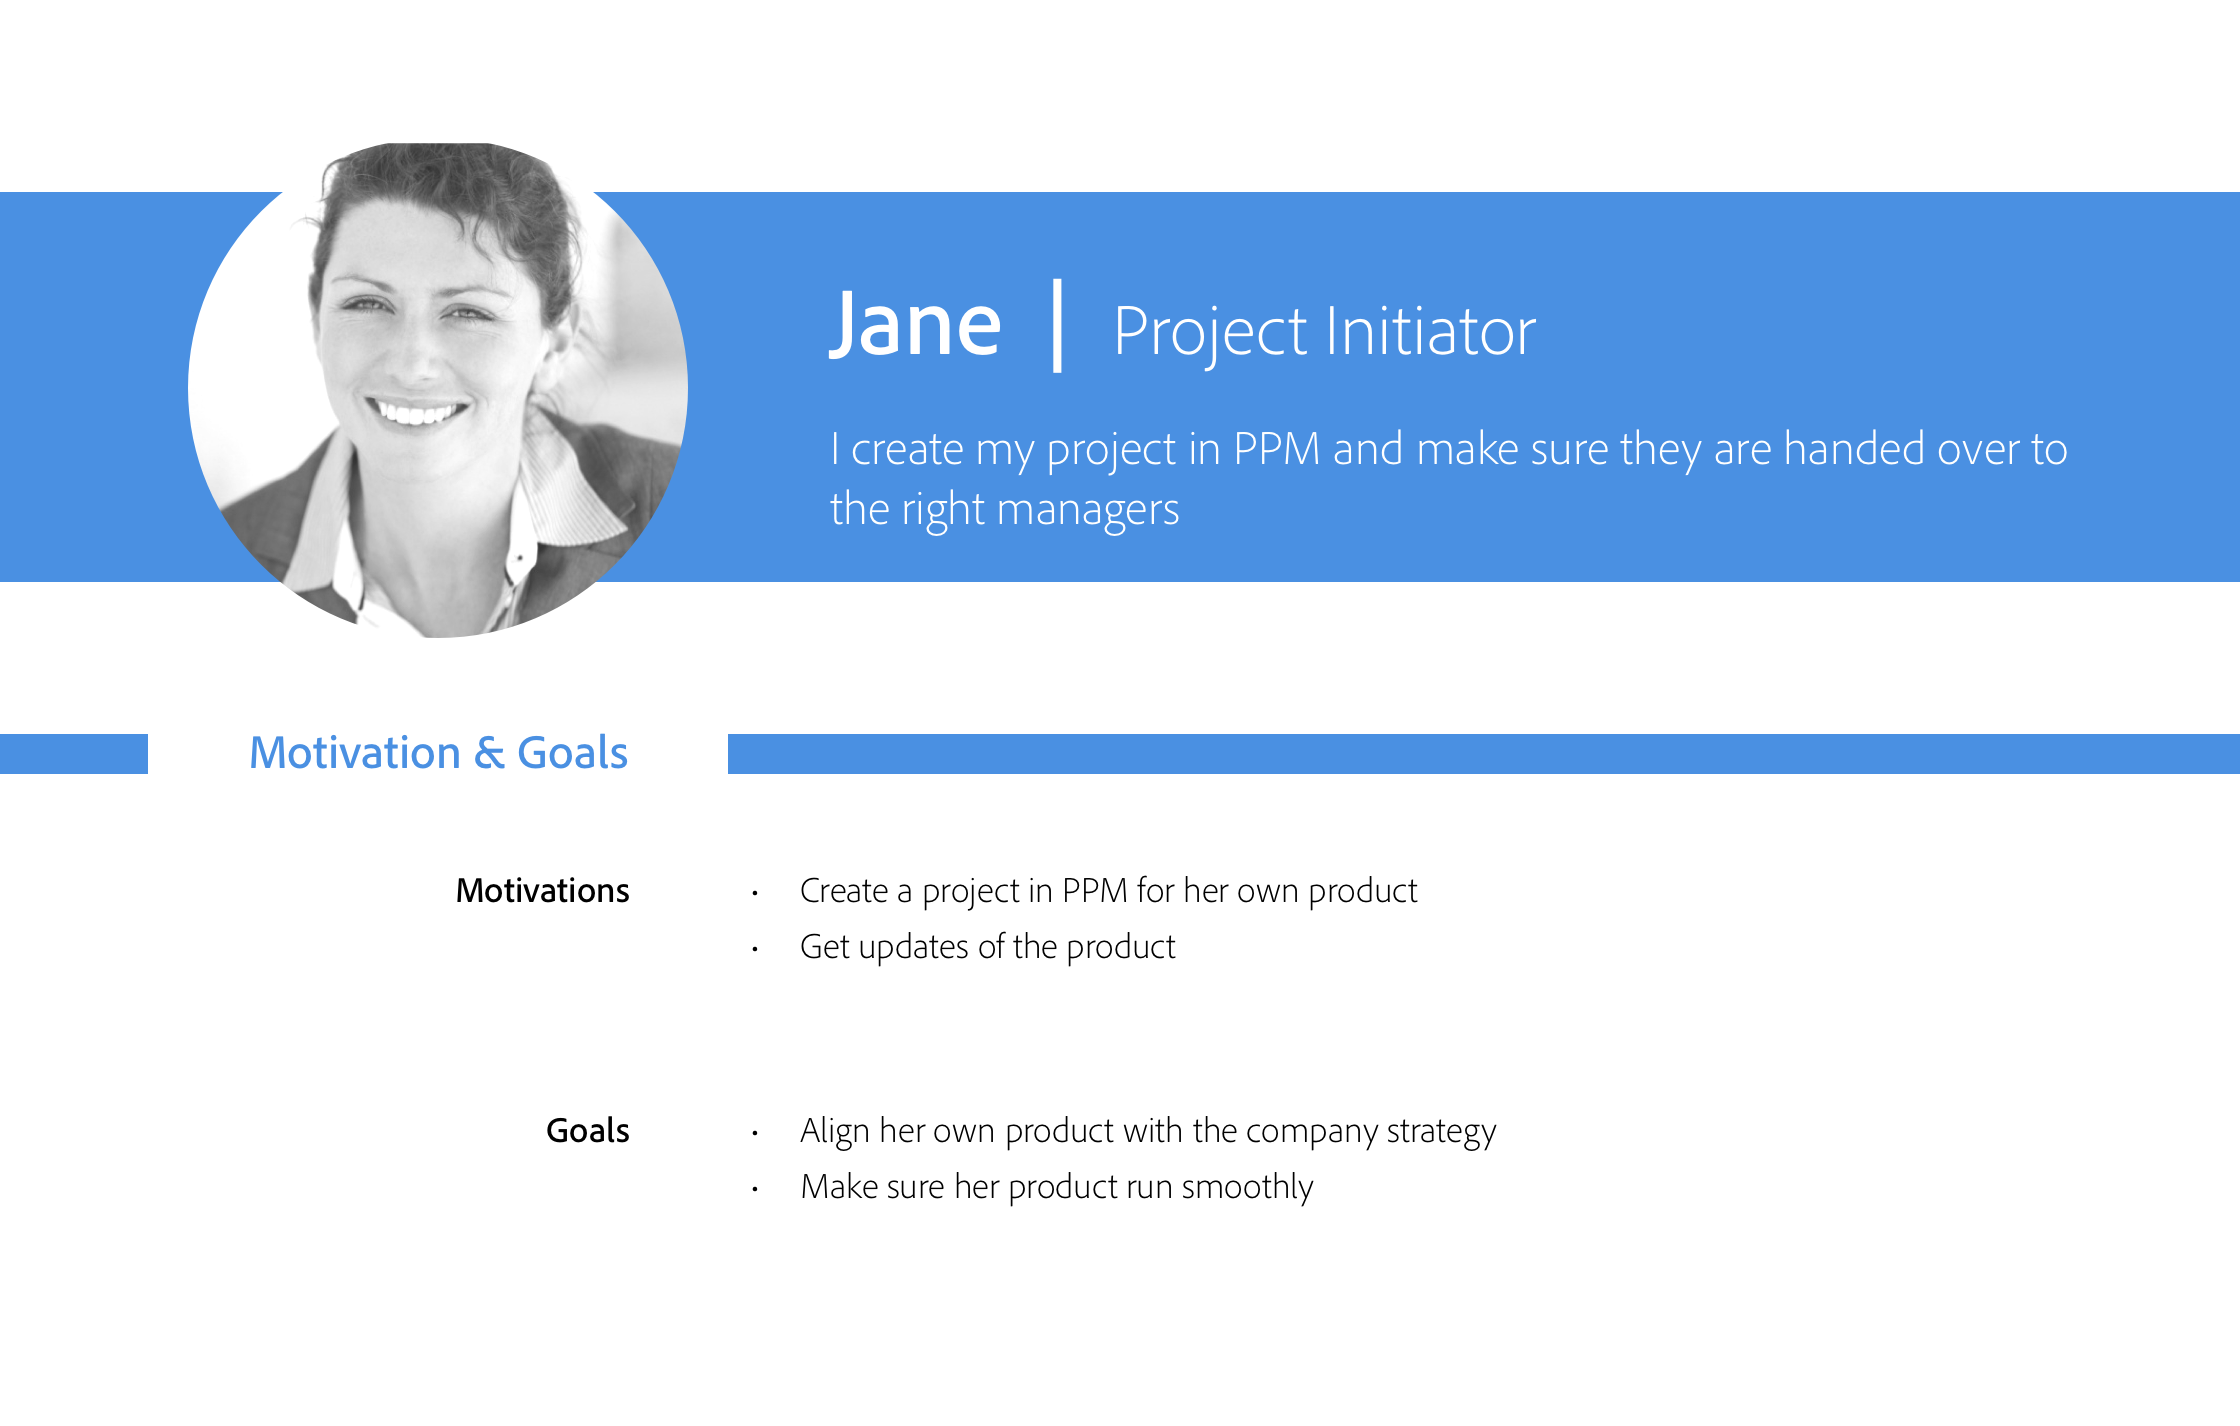 Jane | Project Initiator
I create my project in PPM and make sure they are handed over to
the right managers
Motivation & Goals
Motivations
• Create a project in PPM for her own product
• Get updates of the product
Goals
• Align her own product with the company strategy
• Make sure her product run smoothly